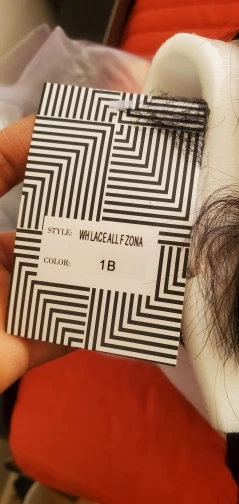 STYLE: WH LACE ALL F ZONA
COLOR: 1B